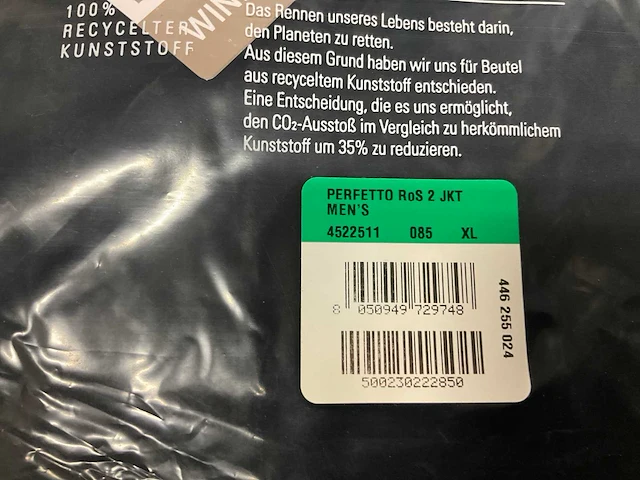 100%
RECYCELTER
KUNSTSTOFF
WIN
Das Rennen unseres Lebens besteht darin,
den Planeten zu retten.
Aus diesem Grund haben wir uns für Beutel
aus recyceltem Kunststoff entschieden.
Eine Entscheidung, die es uns ermöglicht,
den CO₂-Ausstoß im Vergleich zu herkömmlichem
Kunststoff um 35% zu reduzieren.
PERFETTO RoS 2 JKT
MEN'S
4522511 085 XL
8 050949 729748
500230222850
446 255 024